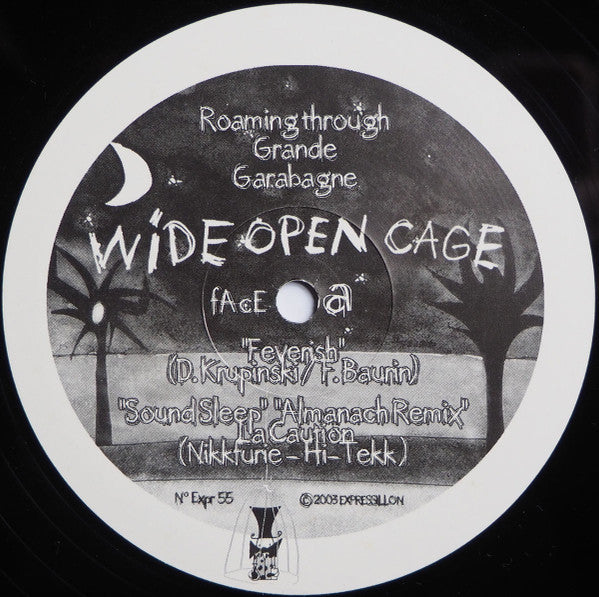 Roaming through
Grande
Garabagne
WiDE OPEN CAGE
fAcE a
"Feverish"
(D. Krupinski / F. Baurin)
"Sound Sleep" "Almanach Remix"
La Caution
(Nikkfurie - Hi-Tekk)
N° Expr 55
© 2003 EXPRESSILLON